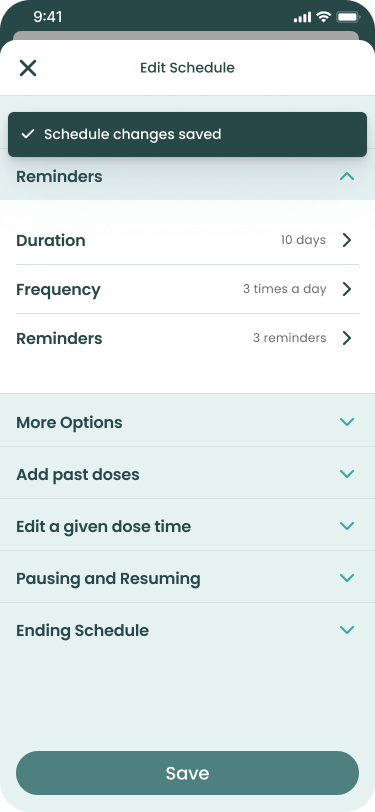 9:41
Edit Schedule
Schedule changes saved
Reminders
Duration 10 days
Frequency 3 times a day
Reminders 3 reminders
More Options
Add past doses
Edit a given dose time
Pausing and Resuming
Ending Schedule
Save